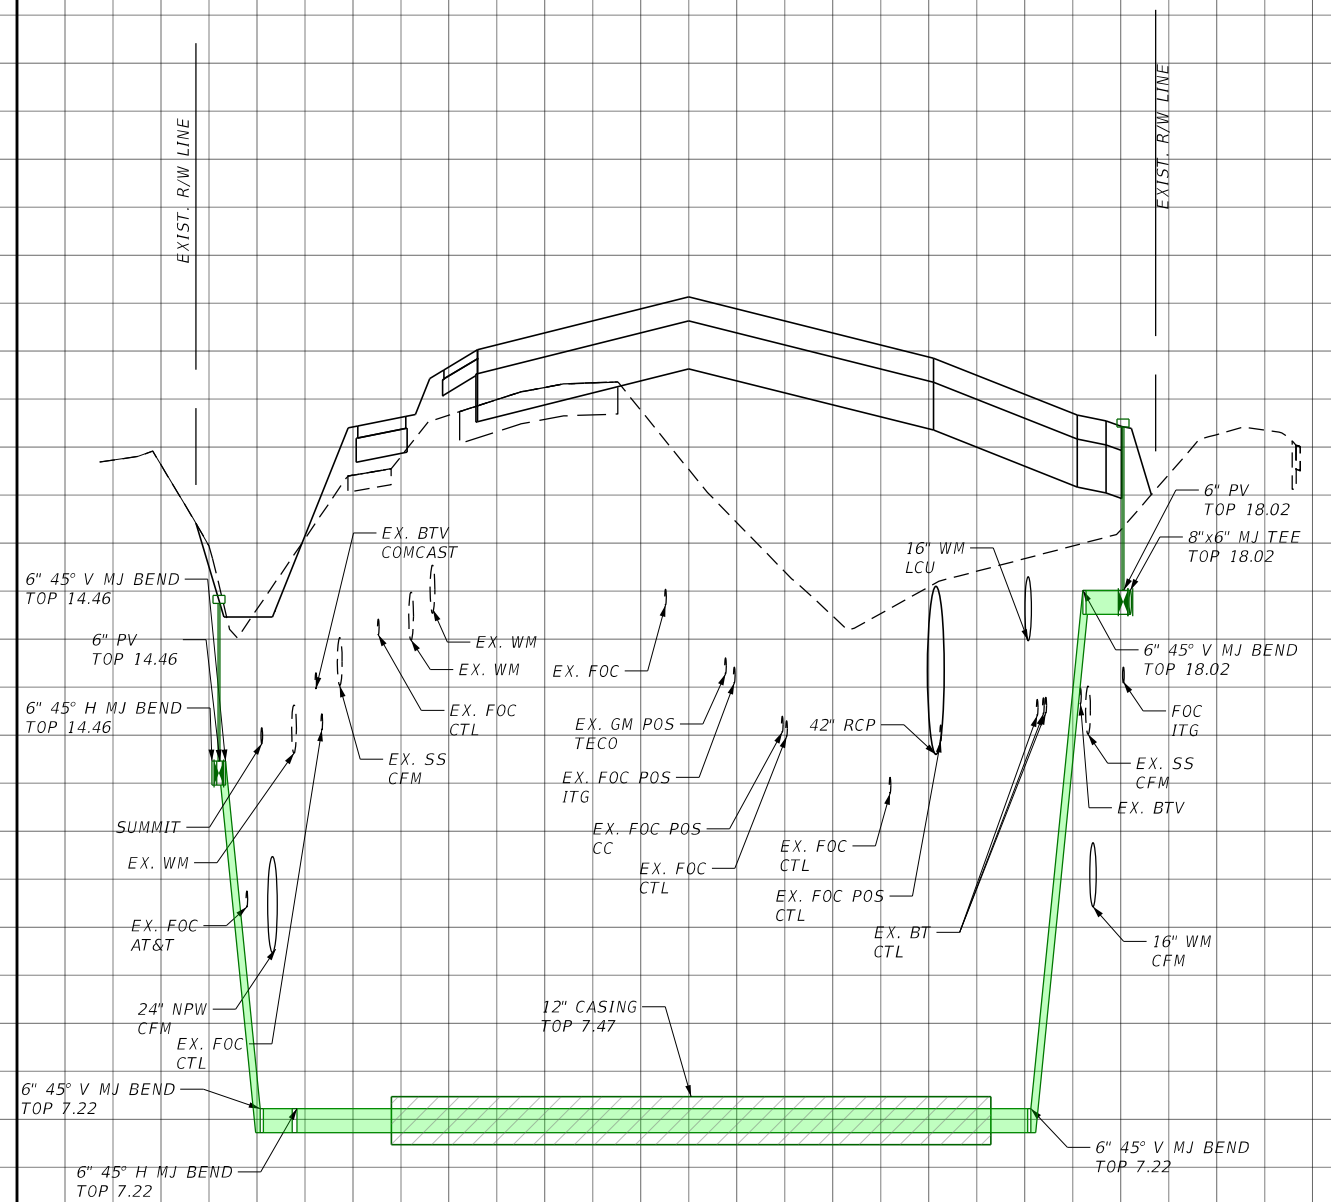 EXIST. R/W LINE
EXIST. R/W LINE
6" PV
TOP 18.02
EX. BTV
COMCAST
16" WM
LCU
8"x6" MJ TEE
TOP 18.02
6" 45° V MJ BEND
TOP 14.46
6" PV
TOP 14.46
EX. WM
EX. WM
EX. FOC
6" 45° V MJ BEND
TOP 18.02
6" 45° H MJ BEND
TOP 14.46
EX. FOC
CTL
EX. GM POS
TECO
42" RCP
FOC
ITG
EX. SS
CFM
EX. FOC POS
ITG
EX. SS
CFM
EX. BTV
SUMMIT
EX. FOC POS
CC
EX. WM
EX. FOC
CTL
EX. FOC
CTL
EX. FOC POS
CTL
EX. FOC
AT&T
EX. BT
CTL
16" WM
CFM
24" NPW
CFM
12" CASING
TOP 7.47
EX. FOC
CTL
6" 45° V MJ BEND
TOP 7.22
6" 45° V MJ BEND
TOP 7.22
6" 45° H MJ BEND
TOP 7.22